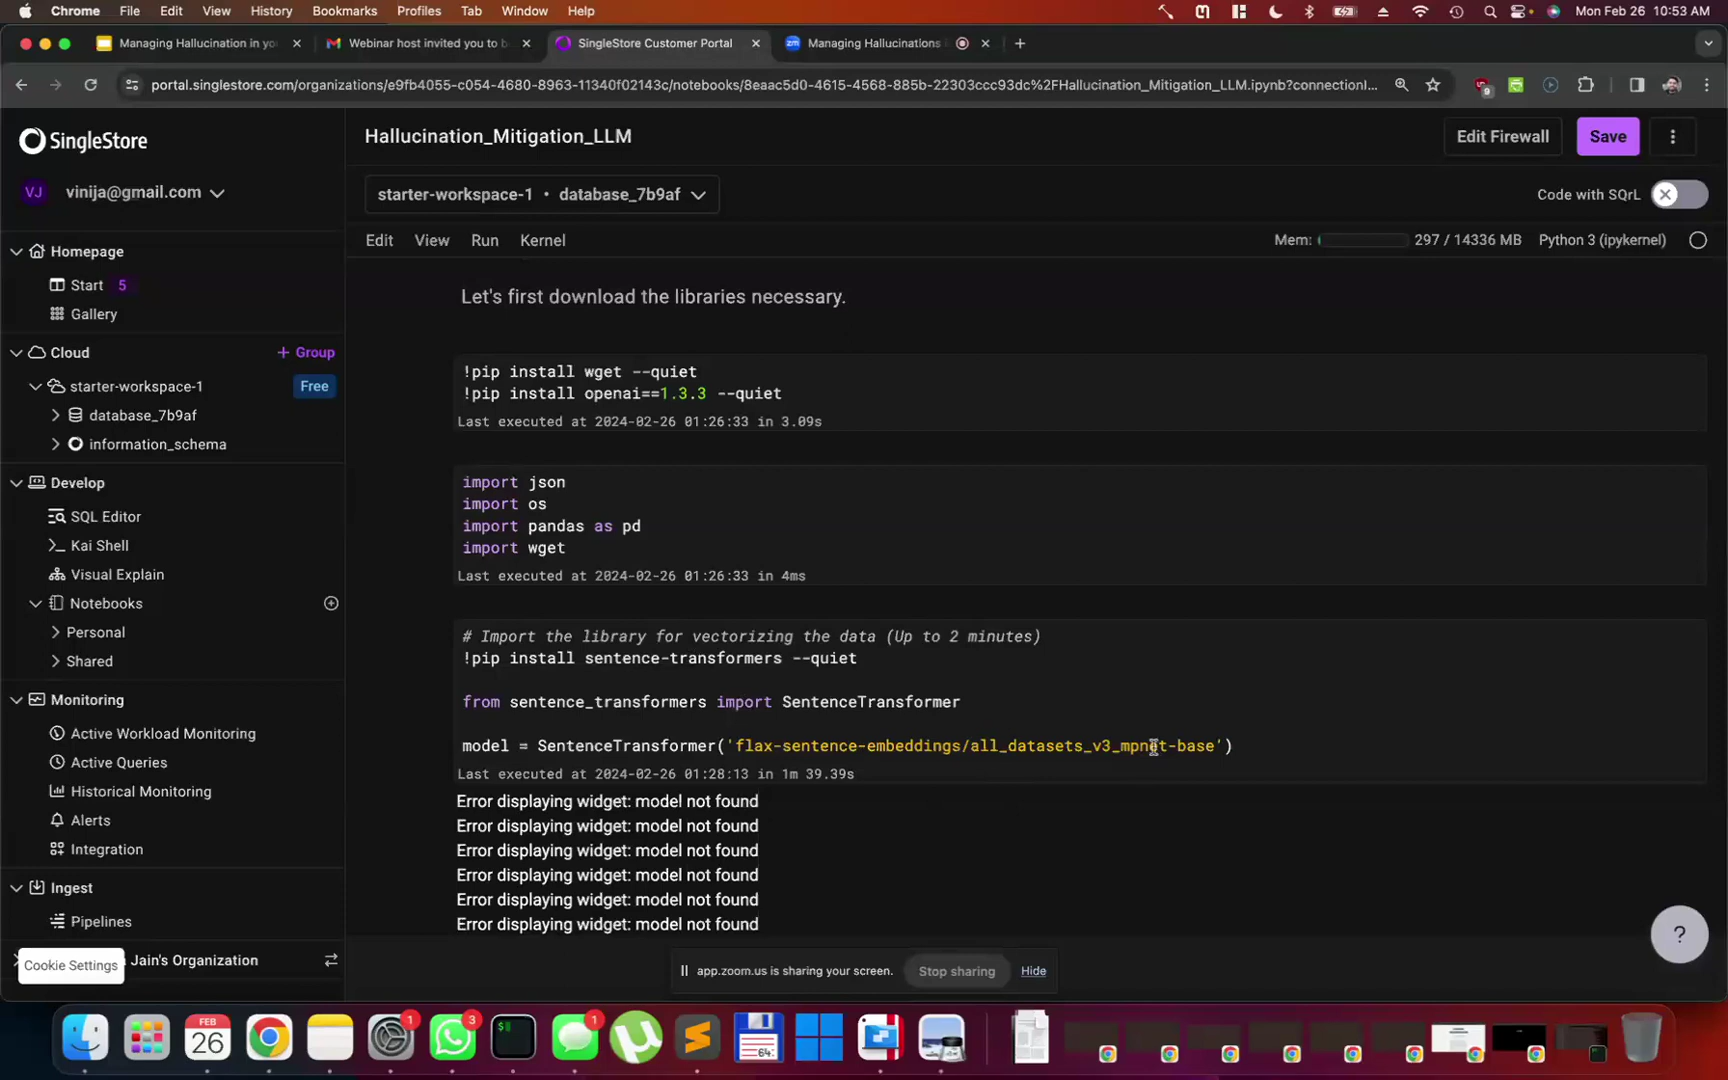 Chrome File Edit View History Bookmarks Profiles Tab Window Help
Mon Feb 26 10:53 AM
Managing Hallucination in yo
Webinar host invited you to b
SingleStore Customer Portal
zm Managing Hallucinations i
portal.singlestore.com/organizations/e9fb4055-c054-4680-8963-11340f02143c/notebooks/8eaac5d0-4615-4568-885b-22303ccc93dc%2FHallucination_Mitigation_LLM.ipynb?connectionI...
9
SingleStore
VJ vinija@gmail.com
Homepage
Start 5
Gallery
Cloud + Group
starter-workspace-1 Free
database_7b9af
information_schema
Develop
SQL Editor
Kai Shell
Visual Explain
Notebooks
Personal
Shared
Monitoring
Active Workload Monitoring
Active Queries
Historical Monitoring
Alerts
Integration
Ingest
Pipelines
Jain's Organization
Cookie Settings
Hallucination_Mitigation_LLM
Edit Firewall
Save
starter-workspace-1 • database_7b9af
Code with SQrL
Edit View Run Kernel
Mem: 297 / 14336 MB Python 3 (ipykernel)
Let's first download the libraries necessary.
!pip install wget --quiet
!pip install openai==1.3.3 --quiet
Last executed at 2024-02-26 01:26:33 in 3.09s
import json
import os
import pandas as pd
import wget
Last executed at 2024-02-26 01:26:33 in 4ms
# Import the library for vectorizing the data (Up to 2 minutes)
!pip install sentence-transformers --quiet
from sentence_transformers import SentenceTransformer
model = SentenceTransformer('flax-sentence-embeddings/all_datasets_v3_mpnet-base')
Last executed at 2024-02-26 01:28:13 in 1m 39.39s
Error displaying widget: model not found
Error displaying widget: model not found
Error displaying widget: model not found
Error displaying widget: model not found
Error displaying widget: model not found
Error displaying widget: model not found
?
app.zoom.us is sharing your screen.
Stop sharing
Hide
FEB
26
1
3
$
1
64